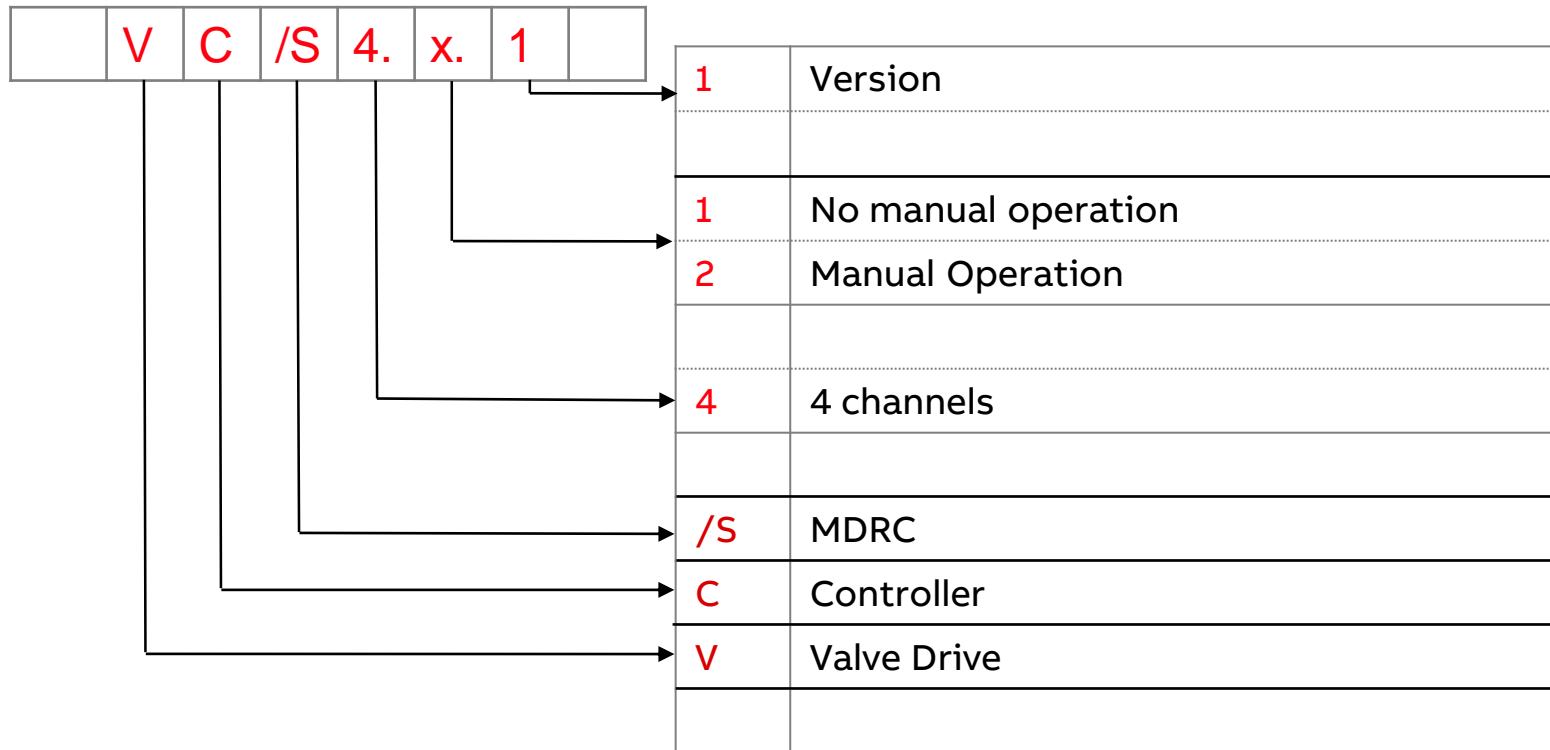 V C /S 4. x. 1
1 Version
1 No manual operation
2 Manual Operation
4 4 channels
/S MDRC
C Controller
V Valve Drive